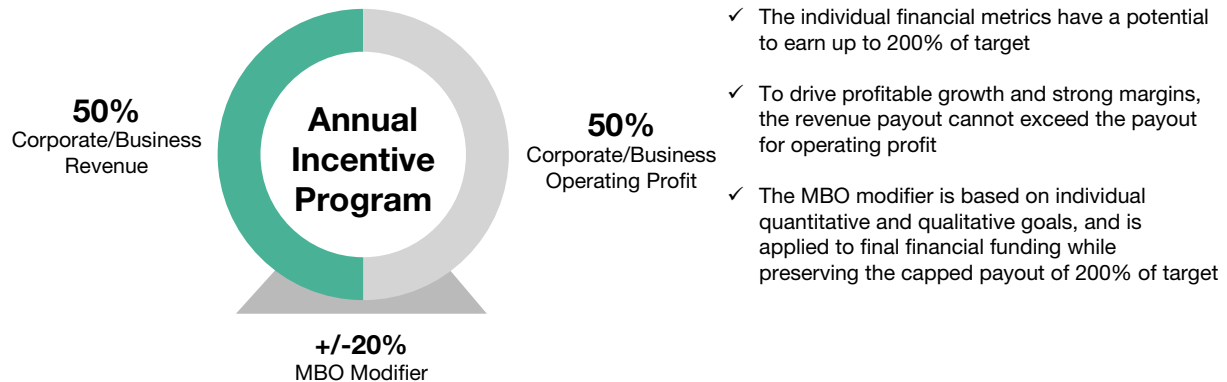 50%
Corporate/Business
Revenue
Annual
Incentive
Program
50%
Corporate/Business
Operating Profit
+/-20%
MBO Modifier
✓ The individual financial metrics have a potential
to earn up to 200% of target
✓ To drive profitable growth and strong margins,
the revenue payout cannot exceed the payout
for operating profit
✓ The MBO modifier is based on individual
quantitative and qualitative goals, and is
applied to final financial funding while
preserving the capped payout of 200% of target